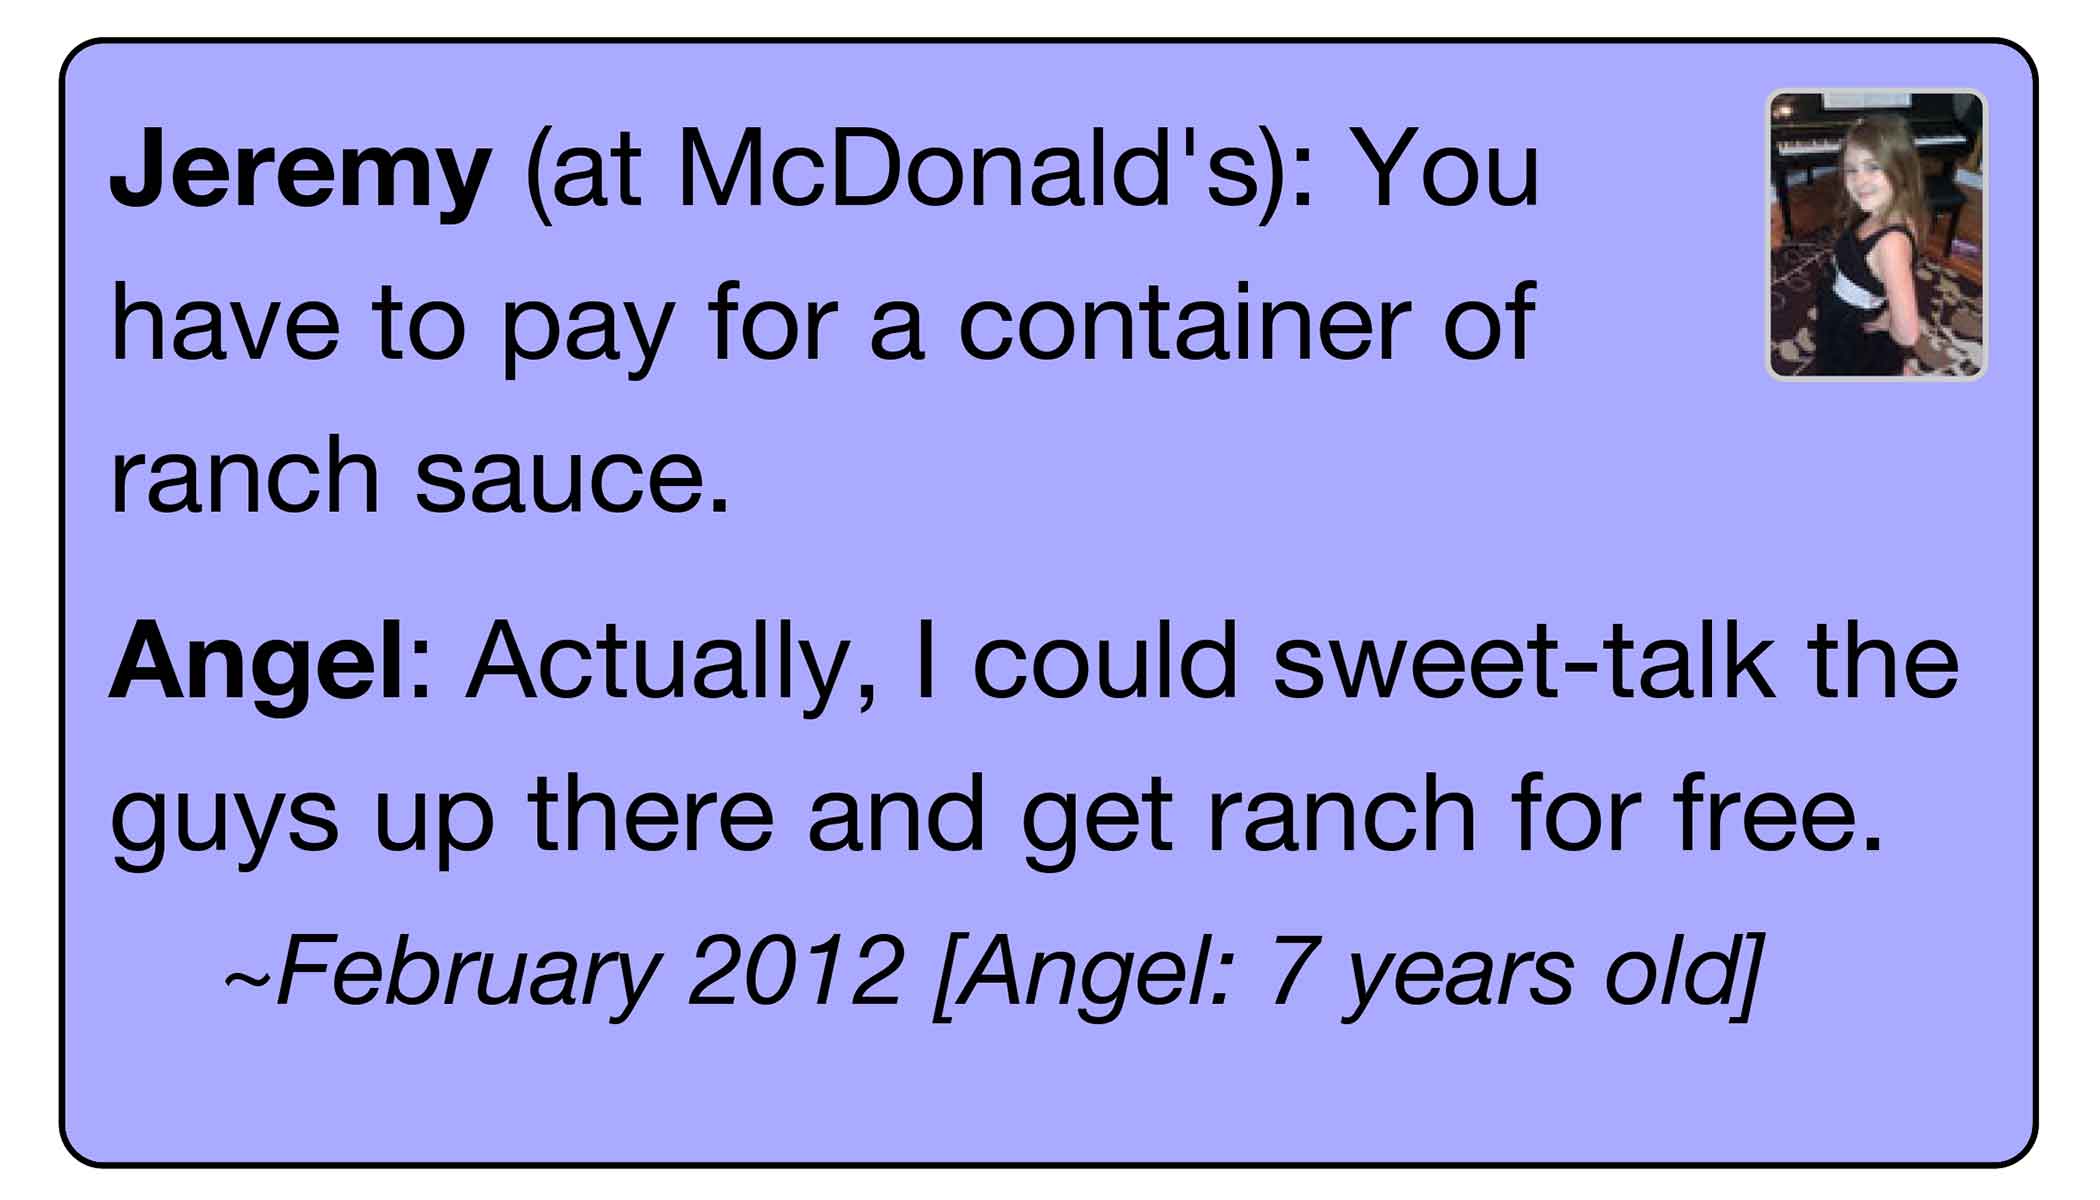 Jeremy (at McDonald's): You
have to pay for a container of
ranch sauce.
Angel: Actually, I could sweet-talk the
guys up there and get ranch for free.
~February 2012 [Angel: 7 years old]